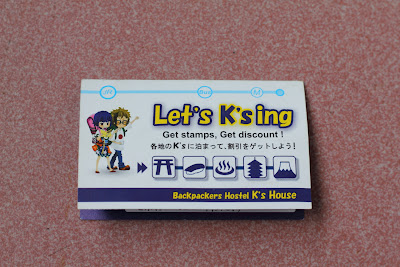 Let's K's ing
Get stamps, Get discount !
各地のK'sに泊まって、割引をゲットしよう!
Backpackers Hostel K's House